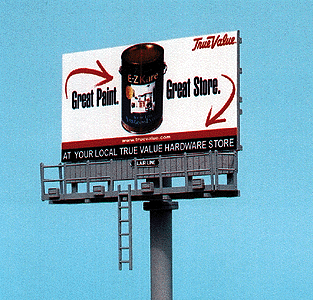 True Value
E-Z Kare
Great Paint.
Great Store.
www.truevalue.com
AT YOUR LOCAL TRUE VALUE HARDWARE STORE